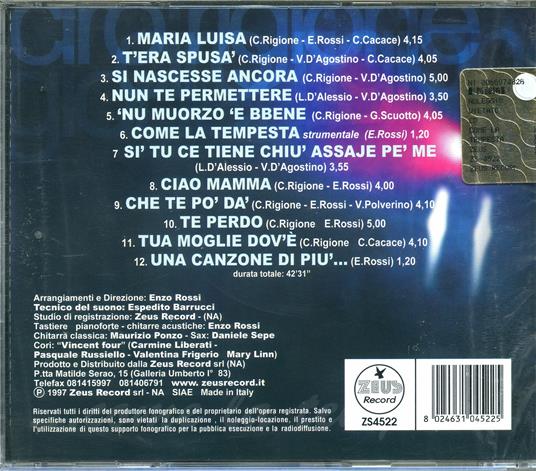 ciro rigione
1. MARIA LUISA (C.Rigione - E.Rossi - C.Cacace) 4,15
2. T'ERA SPUSA' (C.Rigione - V.D'Agostino - C.Cacace) 4,05
3. SI NASCESSE ANCORA (C.Rigione - V.D'Agostino) 5,00
4. NUN TE PERMETTERE (L.D'Alessio - V.D'Agostino) 3,50
5. 'NU MUORZO 'E BBENE (C.Rigione - G.Scuotto) 4,05
6. COME LA TEMPESTA strumentale (E.Rossi) 1,20
7 SI' TU CE TIENE CHIU' ASSAJE PE' ME
(L.D'Alessio - V.D'Agostino) 3,55
8. CIAO MAMMA (C.Rigione - E.Rossi) 4,00
9. CHE TE PO' DA' (C.Rigione - E.Rossi - V.Polverino) 4,10
10. TE PERDO (C.Rigione E.Rossi) 5,00
11. TUA MOGLIE DOV'È (C.Rigione C.Cacace) 4,10
12. UNA CANZONE DI PIU'... (E.Rossi) 1,20
durata totale: 42'31"
NOLEGGIO
VIETATO
COME LA
TEMPESTA
ZS 4522
ZEUS RECORD
Arrangiamenti e Direzione: Enzo Rossi
Tecnico del suono: Espedito Barrucci
Studio di registrazione: Zeus Record - (NA)
Tastiere pianoforte - chitarre acustiche: Enzo Rossi
Chitarra classica: Maurizio Ponzo - Sax: Daniele Sepe
Cori: "Vincent four" (Carmine Liberati -
Pasquale Russiello - Valentina Frigerio Mary Linn)
Prodotto e Distribuito dalla Zeus Record srl (NA)
P.tta Matilde Serao, 15 (Galleria Umberto I° 83)
Telefax 081415997 081406791 www.zeusrecord.it
℗ 1997 Zeus Record srl - NA SIAE Made in Italy
Riservati tutti i diritti del produttore fonografico e del proprietario dell'opera registrata. Salvo
specifiche autorizzazioni, sono vietati la duplicazione , il noleggio-locazione, il prestito e
l'utilizzazione di questo supporto fonografico per la pubblica esecuzione e la radiodiffusione.
ZEUS
Record
ZS4522
8 024631 045225